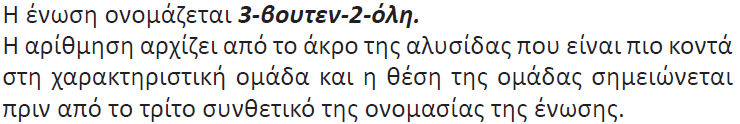 Η ένωση ονομάζεται 3-βουτεν-2-όλη.
Η αρίθμηση αρχίζει από το άκρο της αλυσίδας που είναι πιο κοντά
στη χαρακτηριστική ομάδα και η θέση της ομάδας σημειώνεται
πριν από το τρίτο συνθετικό της ονομασίας της ένωσης.